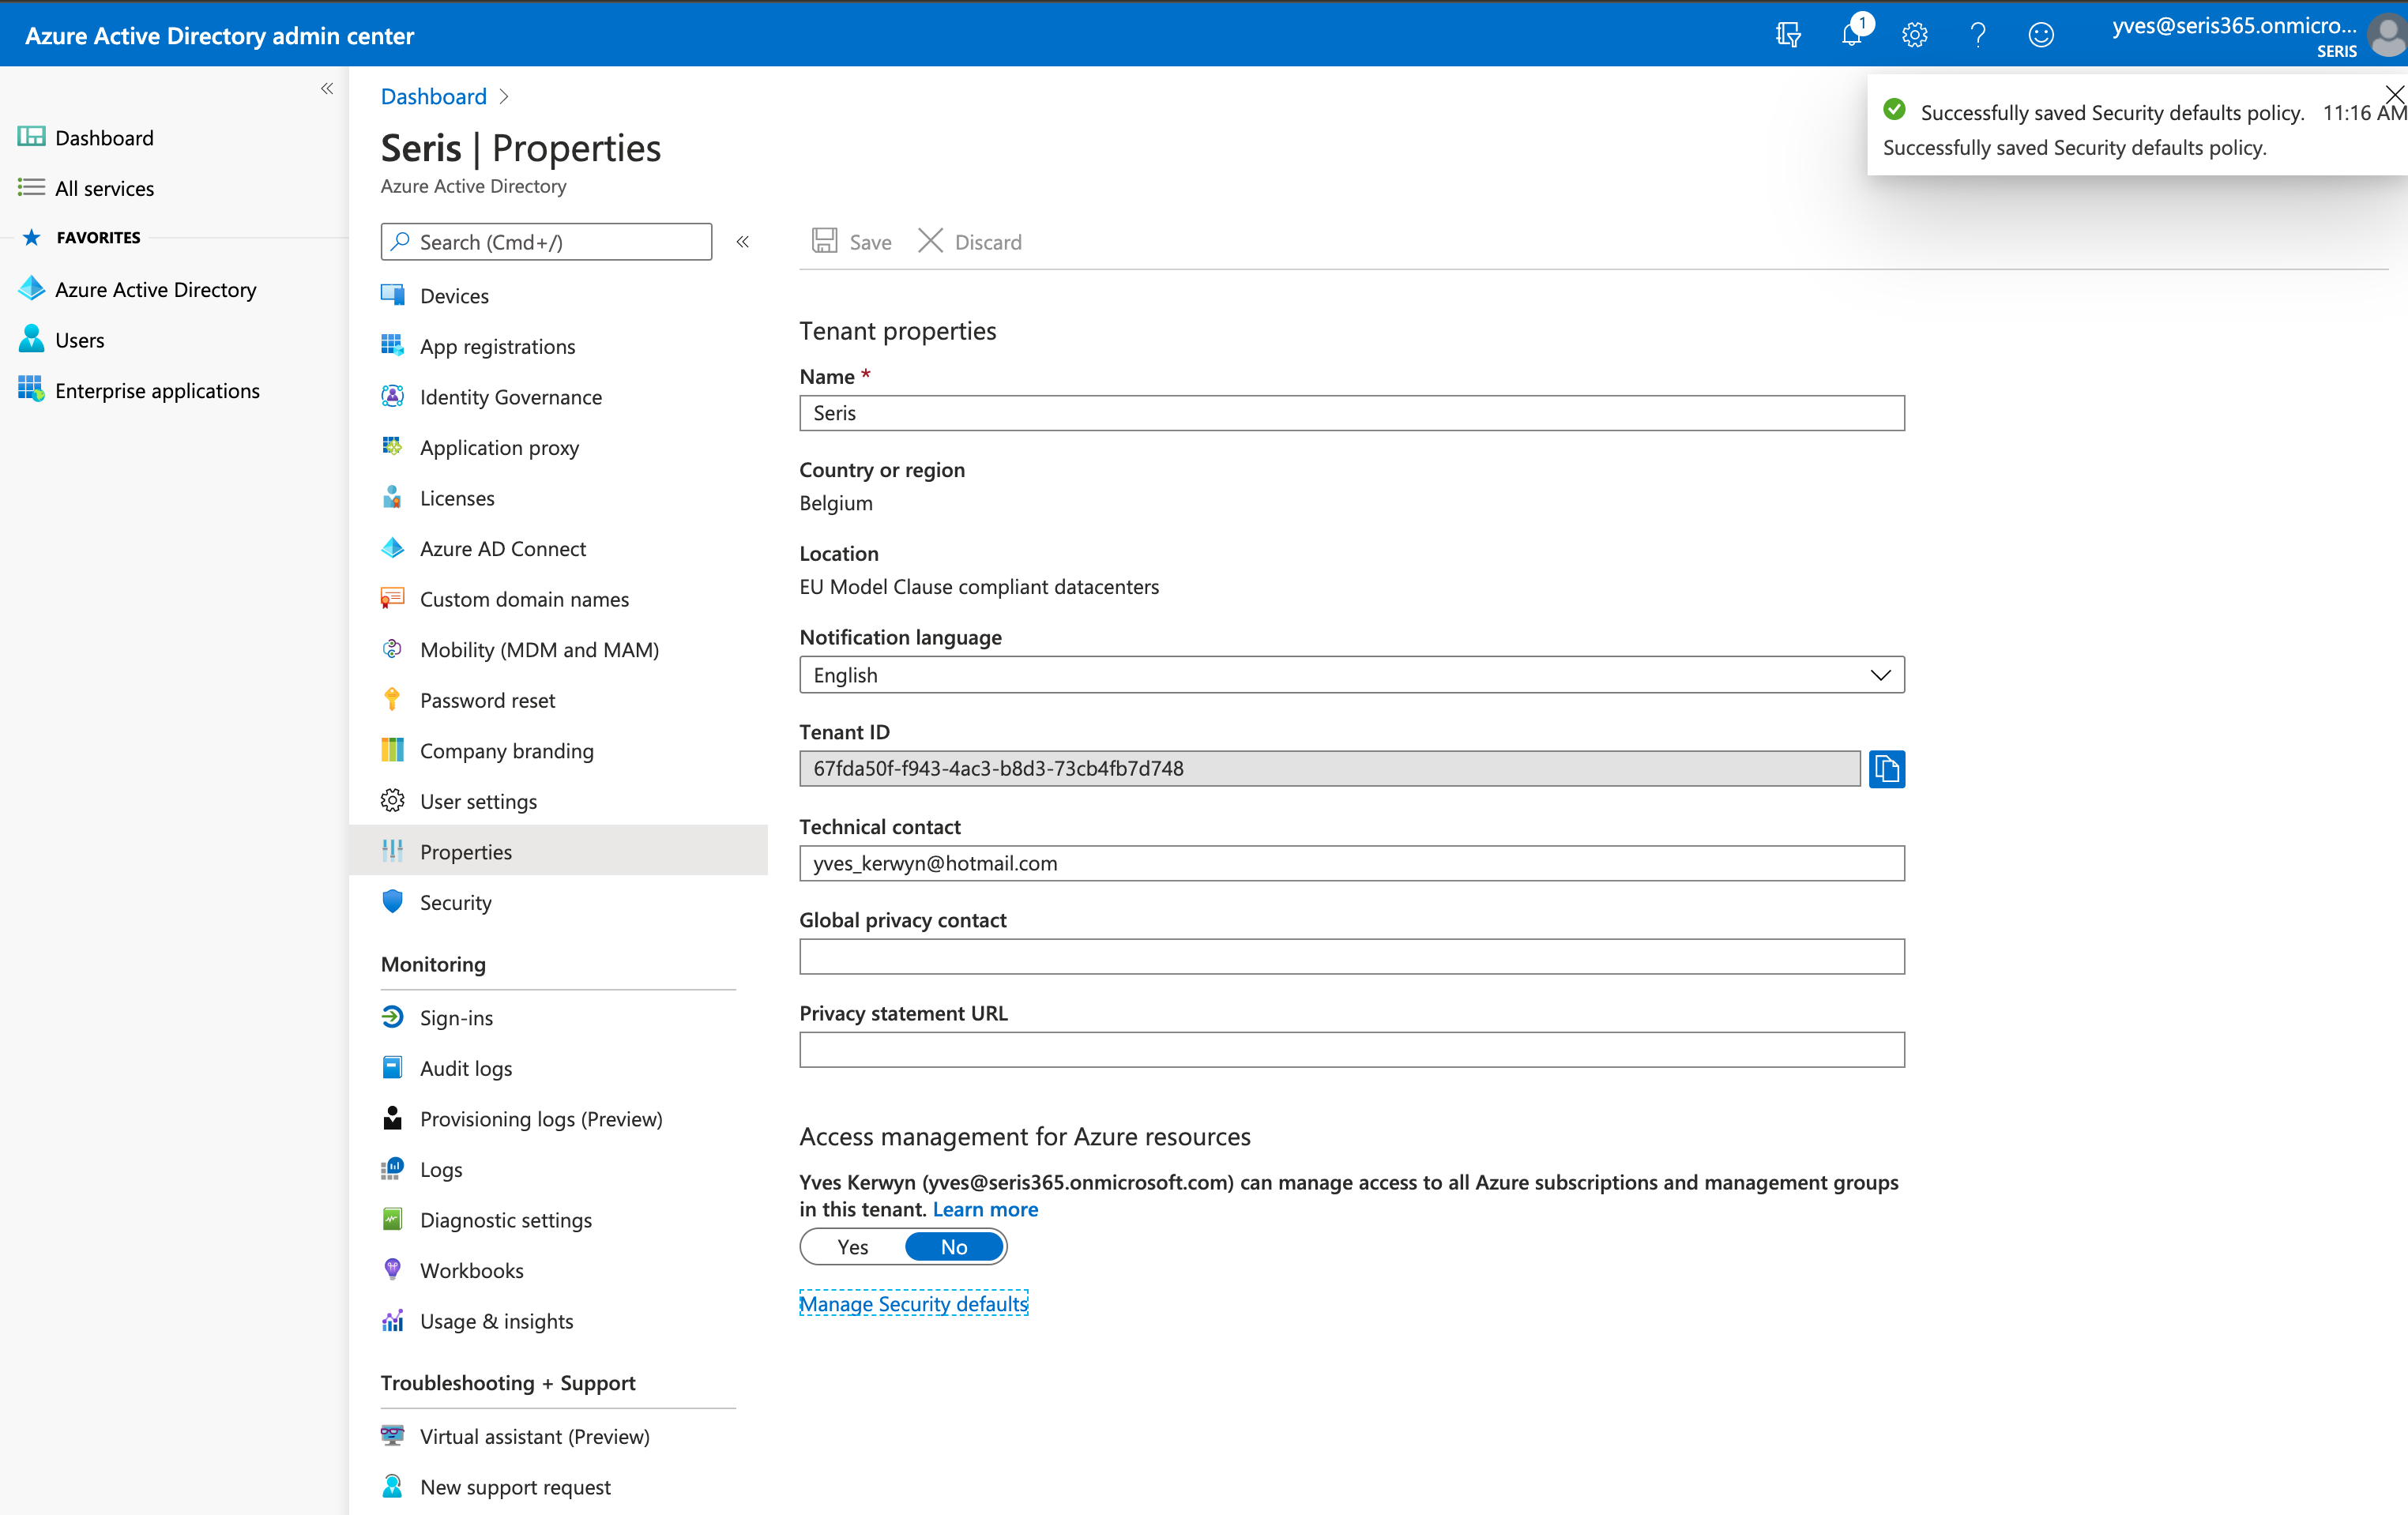 Azure Active Directory admin center
1
yves@seris365.onmicro...
SERIS
Successfully saved Security defaults policy. 11:16 AM
Successfully saved Security defaults policy.
Dashboard
All services
FAVORITES
Azure Active Directory
Users
Enterprise applications
Dashboard >
Seris | Properties
Azure Active Directory
Search (Cmd+/)
Devices
App registrations
Identity Governance
Application proxy
Licenses
Azure AD Connect
Custom domain names
Mobility (MDM and MAM)
Password reset
Company branding
User settings
Properties
Security
Monitoring
Sign-ins
Audit logs
Provisioning logs (Preview)
Logs
Diagnostic settings
Workbooks
Usage & insights
Troubleshooting + Support
Virtual assistant (Preview)
New support request
Save Discard
Tenant properties
Name *
Seris
Country or region
Belgium
Location
EU Model Clause compliant datacenters
Notification language
English
Tenant ID
67fda50f-f943-4ac3-b8d3-73cb4fb7d748
Technical contact
yves_kerwyn@hotmail.com
Global privacy contact
Privacy statement URL
Access management for Azure resources
Yves Kerwyn (yves@seris365.onmicrosoft.com) can manage access to all Azure subscriptions and management groups
in this tenant. Learn more
Yes No
Manage Security defaults